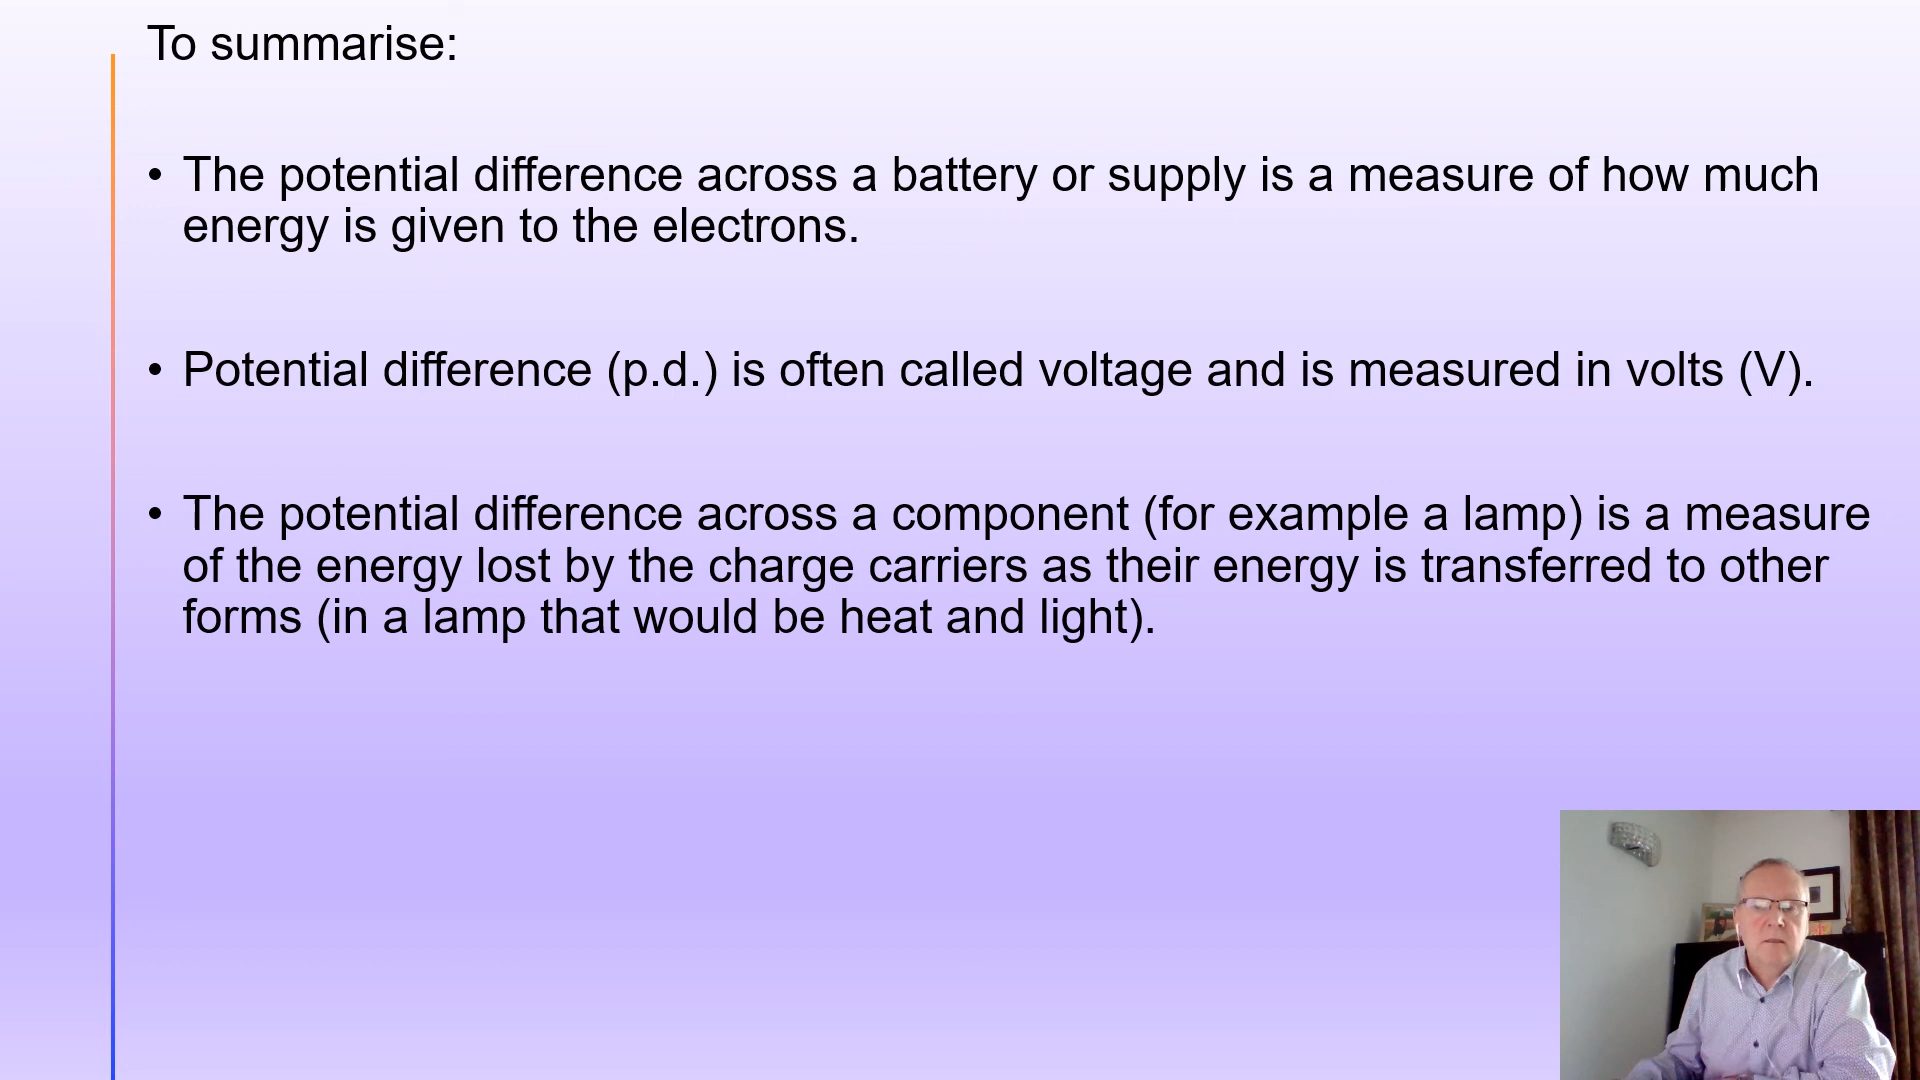 To summarise:
• The potential difference across a battery or supply is a measure of how much
energy is given to the electrons.
• Potential difference (p.d.) is often called voltage and is measured in volts (V).
• The potential difference across a component (for example a lamp) is a measure
of the energy lost by the charge carriers as their energy is transferred to other
forms (in a lamp that would be heat and light).